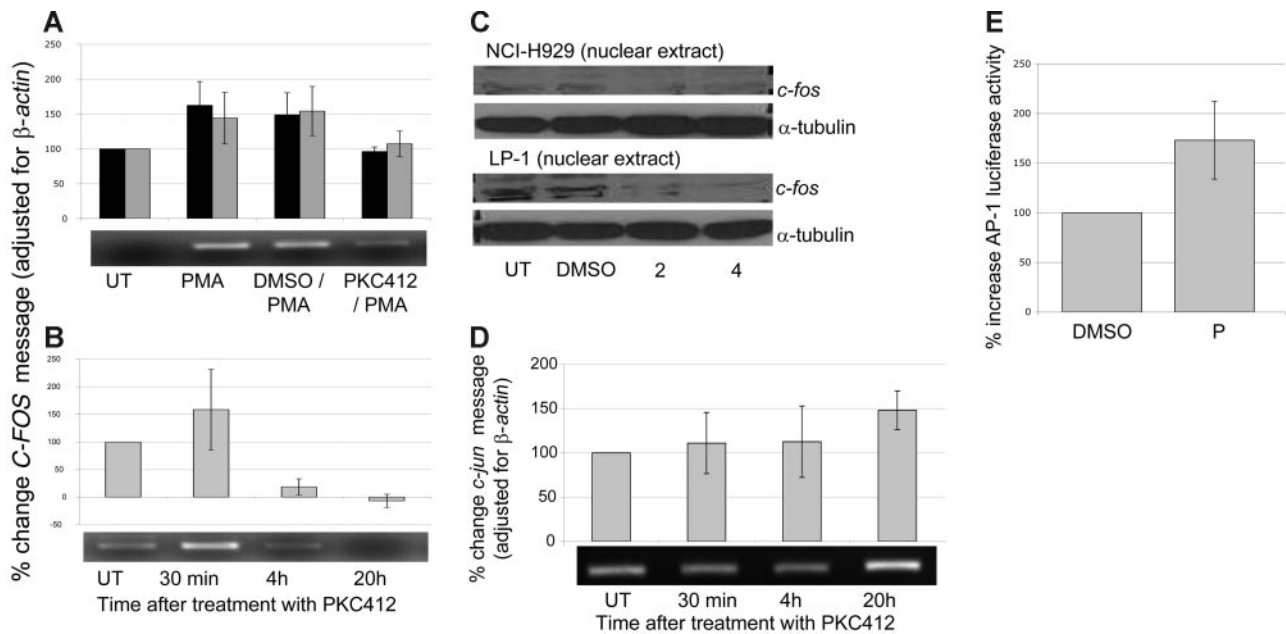 A
% change C-FOS message (adjusted for β-actin)
250
200
150
100
50
0
UT
PMA
DMSO /
PMA
PKC412
/ PMA
B
250
200
150
100
50
0
-50
UT
30 min
4h
20h
Time after treatment with PKC412
C
NCI-H929 (nuclear extract)
c-fos
α-tubulin
LP-1 (nuclear extract)
c-fos
α-tubulin
UT
DMSO
2
4
D
% change c-jun message
(adjusted for β-actin)
200
150
100
50
0
UT
30 min
4h
20h
Time after treatment with PKC412
E
% increase AP-1 luciferase activity
250
200
150
100
50
0
DMSO
P